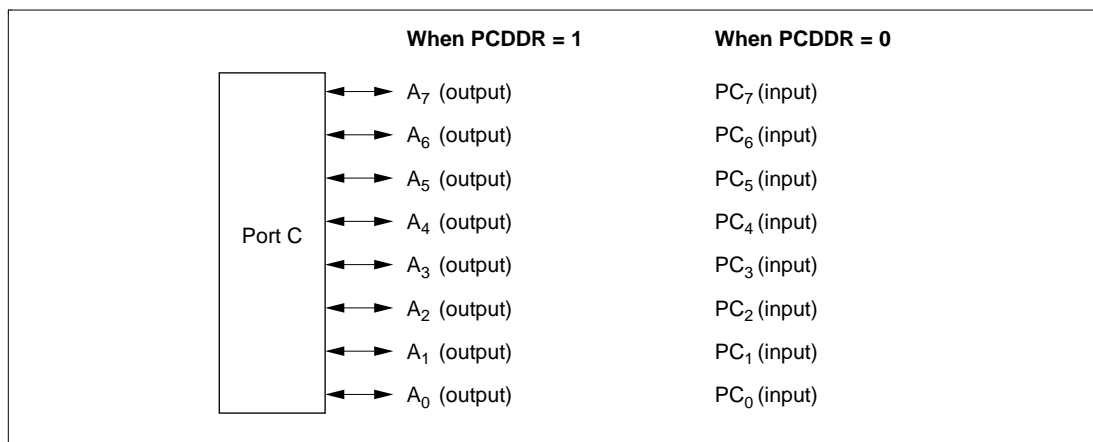 When PCDDR = 1 When PCDDR = 0
A7 (output) PC7 (input)
A6 (output) PC6 (input)
A5 (output) PC5 (input)
Port C A4 (output) PC4 (input)
A3 (output) PC3 (input)
A2 (output) PC2 (input)
A1 (output) PC1 (input)
A0 (output) PC0 (input)